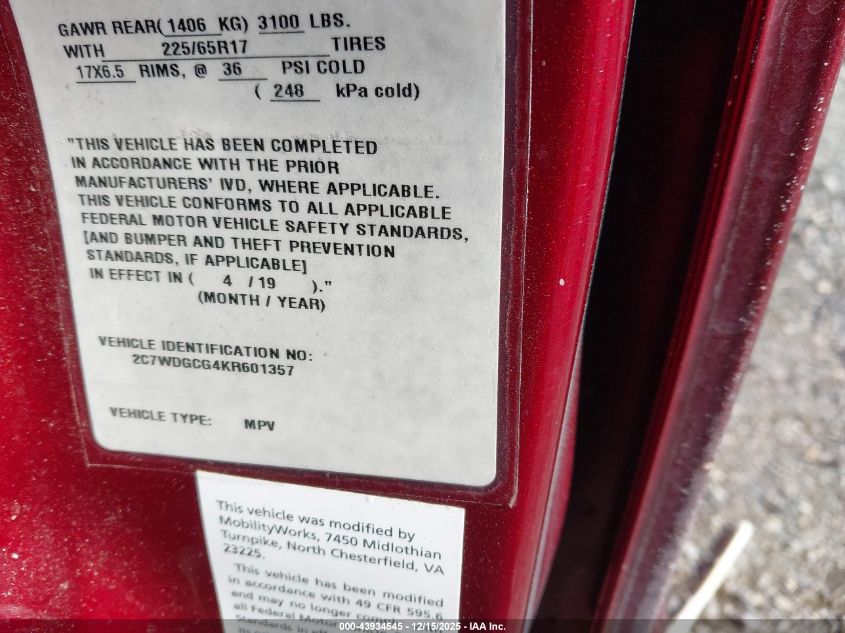 GAWR REAR( 1406 KG) 3100 LBS.
WITH 225/65R17 TIRES
17X6.5 RIMS, @ 36 PSI COLD
( 248 kPa cold)
"THIS VEHICLE HAS BEEN COMPLETED
IN ACCORDANCE WITH THE PRIOR
MANUFACTURERS' IVD, WHERE APPLICABLE.
THIS VEHICLE CONFORMS TO ALL APPLICABLE
FEDERAL MOTOR VEHICLE SAFETY STANDARDS,
[AND BUMPER AND THEFT PREVENTION
STANDARDS, IF APPLICABLE]
IN EFFECT IN ( 4 / 19 )."
(MONTH / YEAR)
VEHICLE IDENTIFICATION NO:
2C7WDGCG4KR601357
VEHICLE TYPE: MPV
This vehicle was modified by
MobilityWorks, 7450 Midlothian
Turnpike, North Chesterfield, VA
23225.
This vehicle has been modified
in accordance with 49 CFR 595.6
and may no longer
all Federal Motor
Standards in
000-43934545 - 12/15/2025 - IAA Inc.